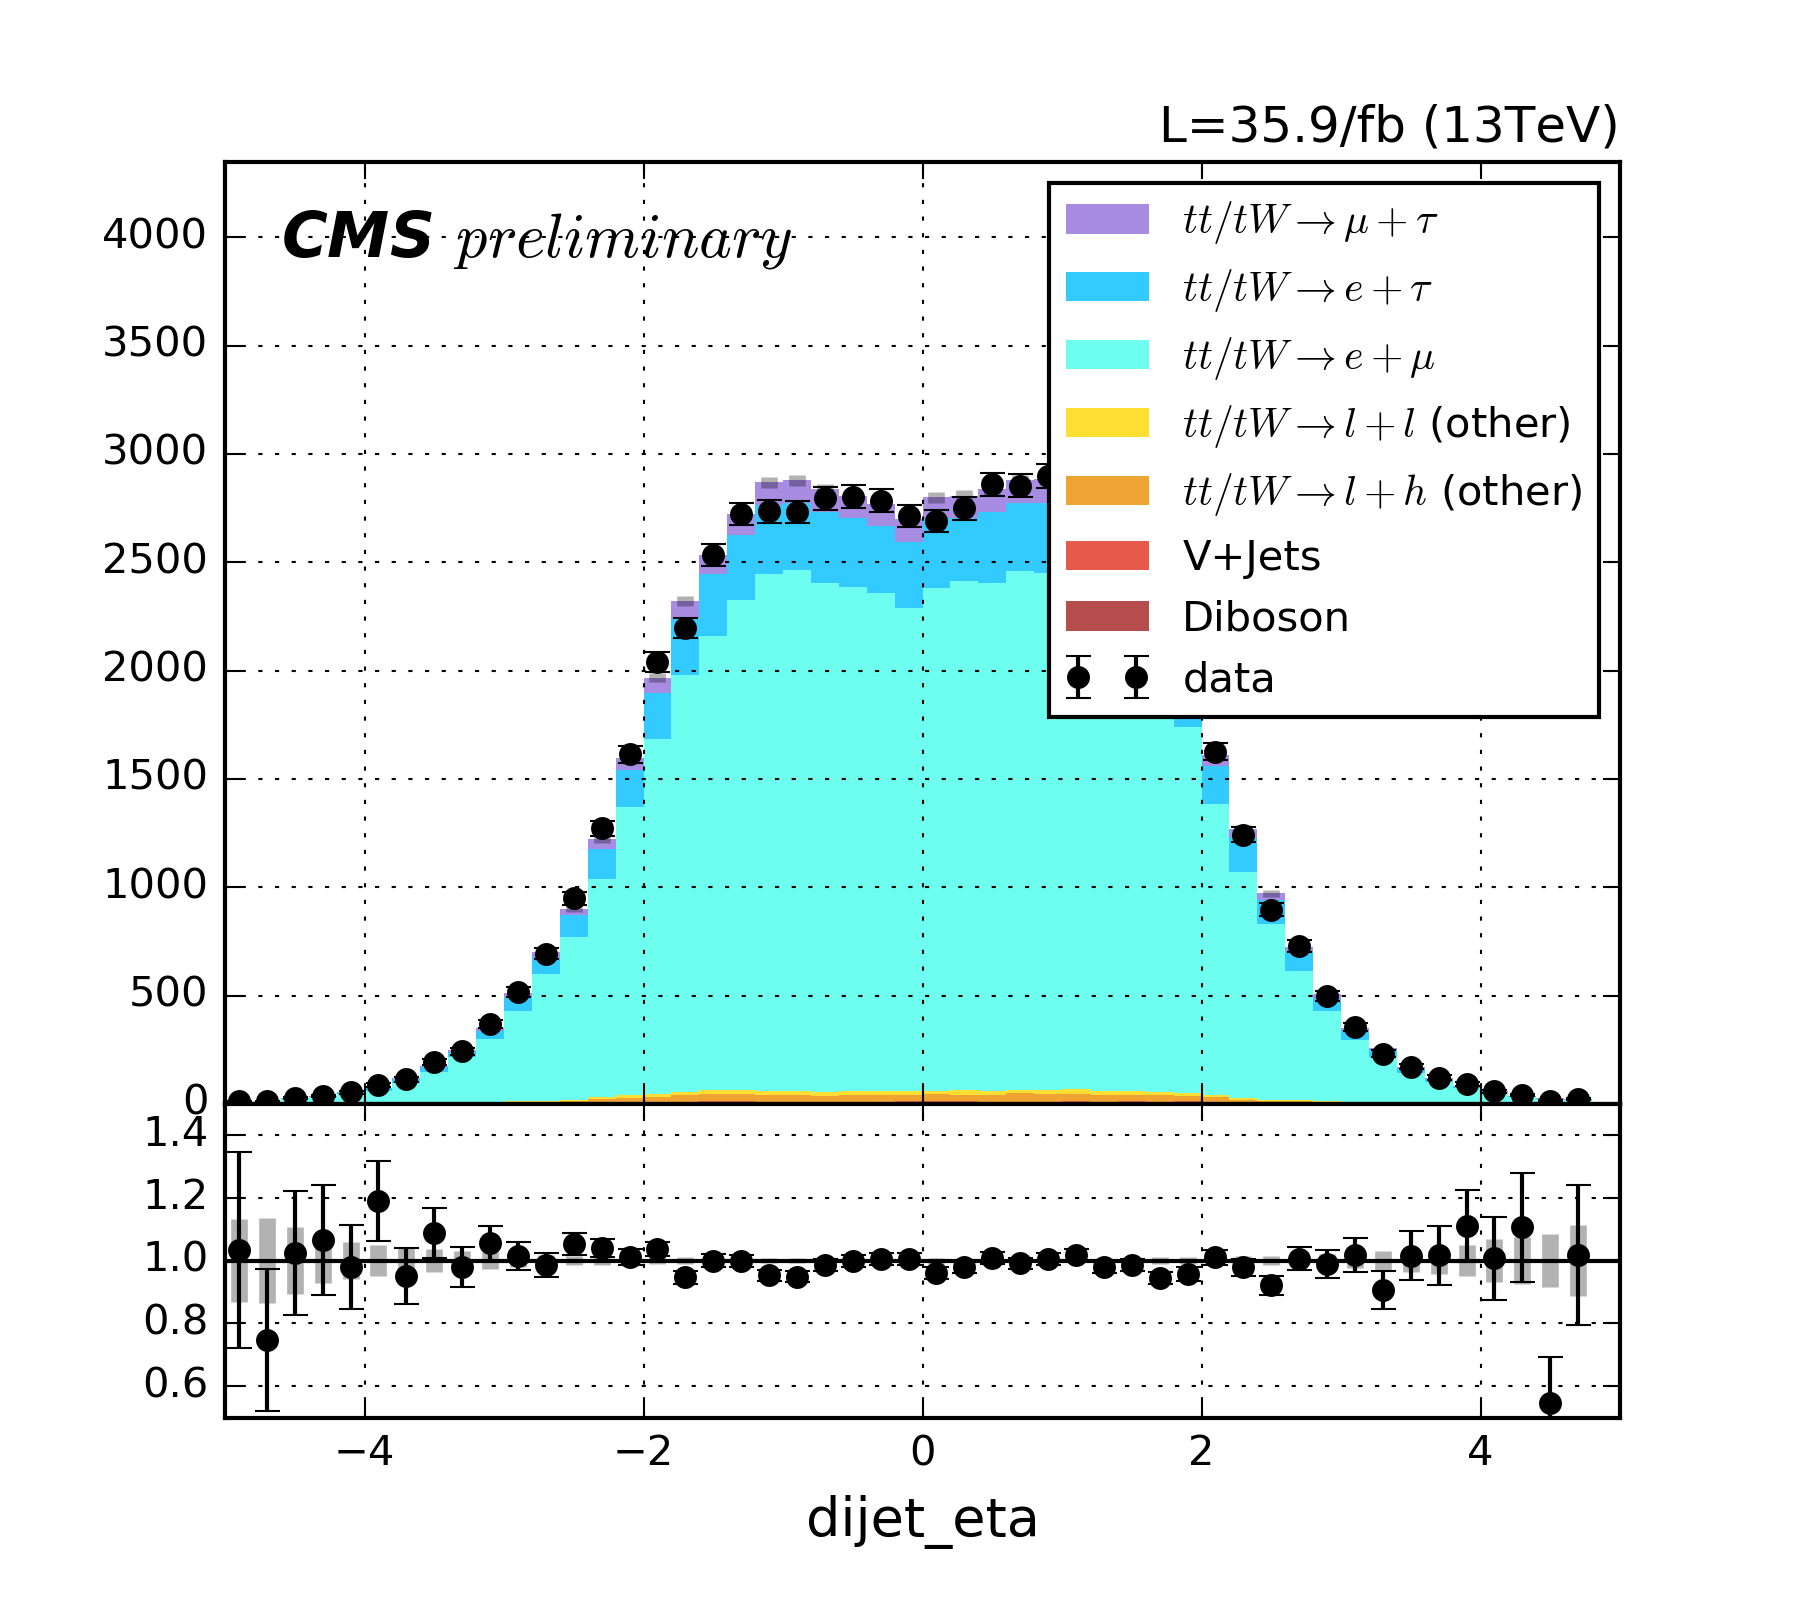 L=35.9/fb (13TeV)
CMS preliminary
4000
3500
3000
2500
2000
1500
1000
500
0
tt/tW→μ+τ
tt/tW→e+τ
tt/tW→e+μ
tt/tW→l+l (other)
tt/tW→l+h (other)
V+Jets
Diboson
data
1.4
1.2
1.0
0.8
0.6
−4 −2 0 2 4
dijet_eta